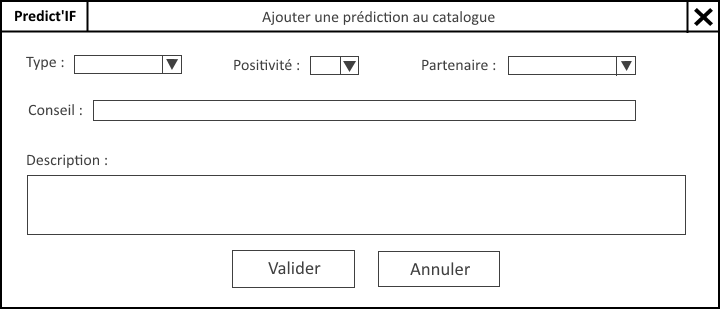 Predict'IF Ajouter une prédiction au catalogue
Type : Positivité : Partenaire :
Conseil :
Description :
Valider Annuler